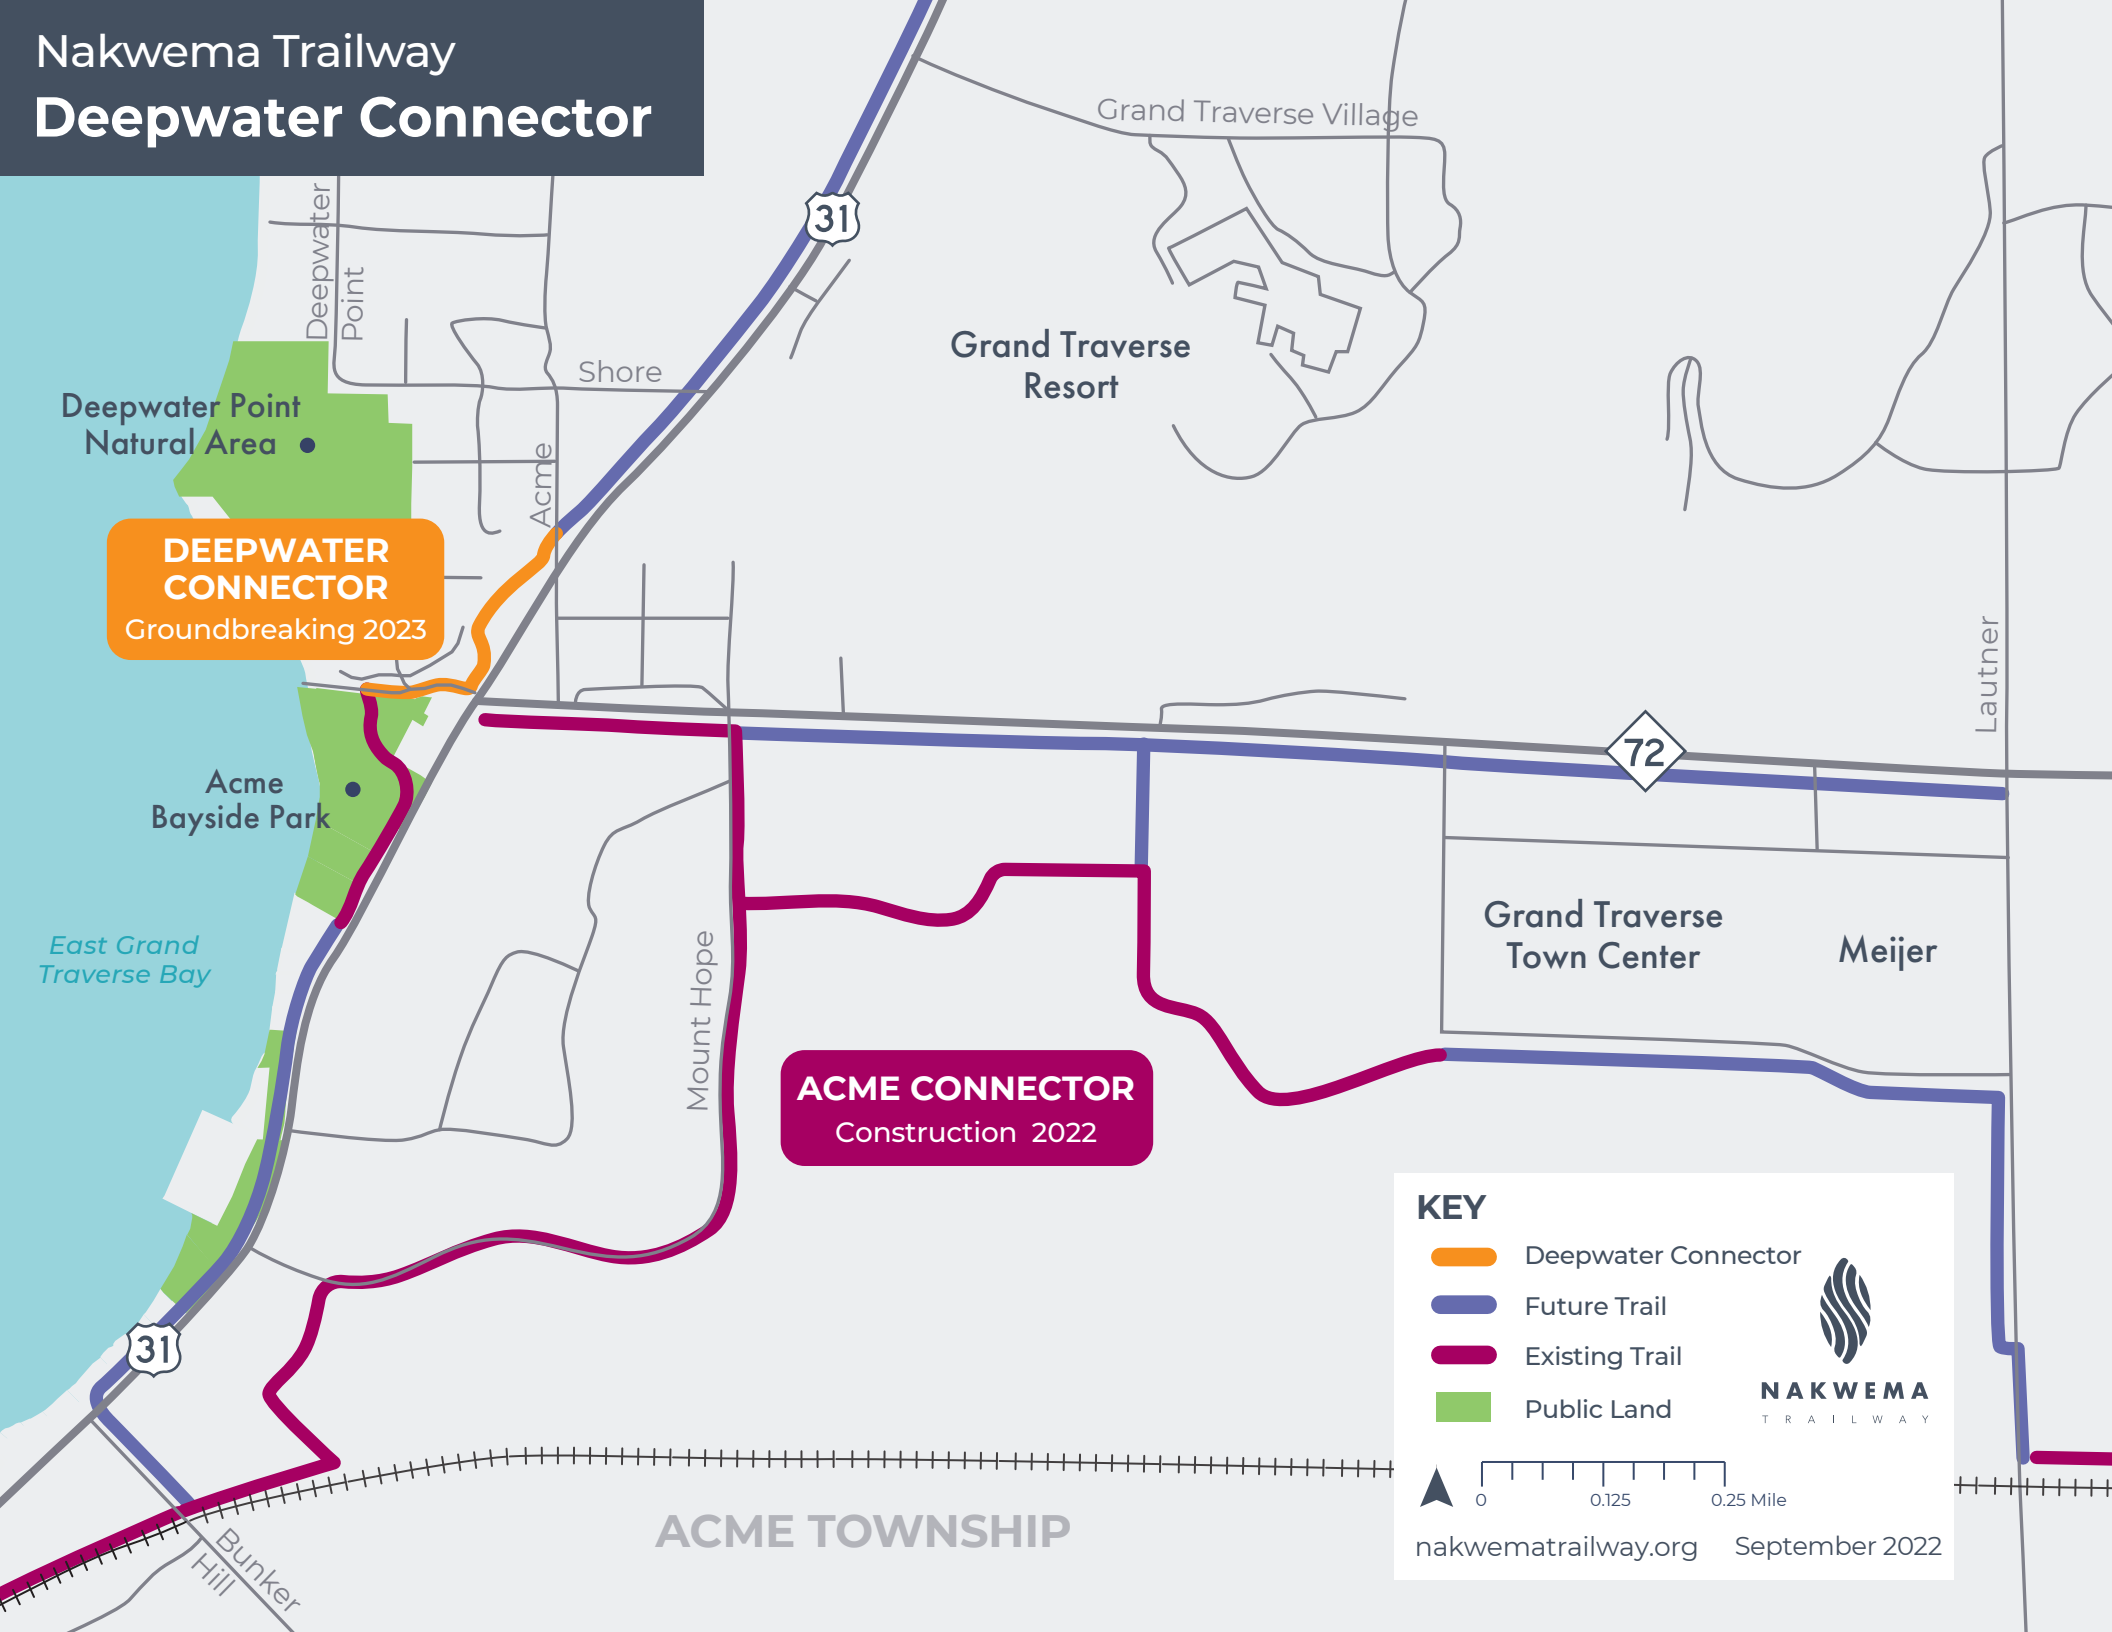 Nakwema Trailway
Deepwater Connector
Grand Traverse Village
Deepwater
Point
31
Shore
Grand Traverse
Resort
Deepwater Point
Natural Area
Acme
DEEPWATER
CONNECTOR
Groundbreaking 2023
Lautner
72
Acme
Bayside Park
East Grand
Traverse Bay
Grand Traverse
Town Center
Meijer
Mount Hope
ACME CONNECTOR
Construction 2022
31
KEY
Deepwater Connector
Future Trail
Existing Trail
Public Land
NAKWEMA
TRAILWAY
0 0.125 0.25 Mile
nakwematrailway.org September 2022
ACME TOWNSHIP
Bunker
Hill